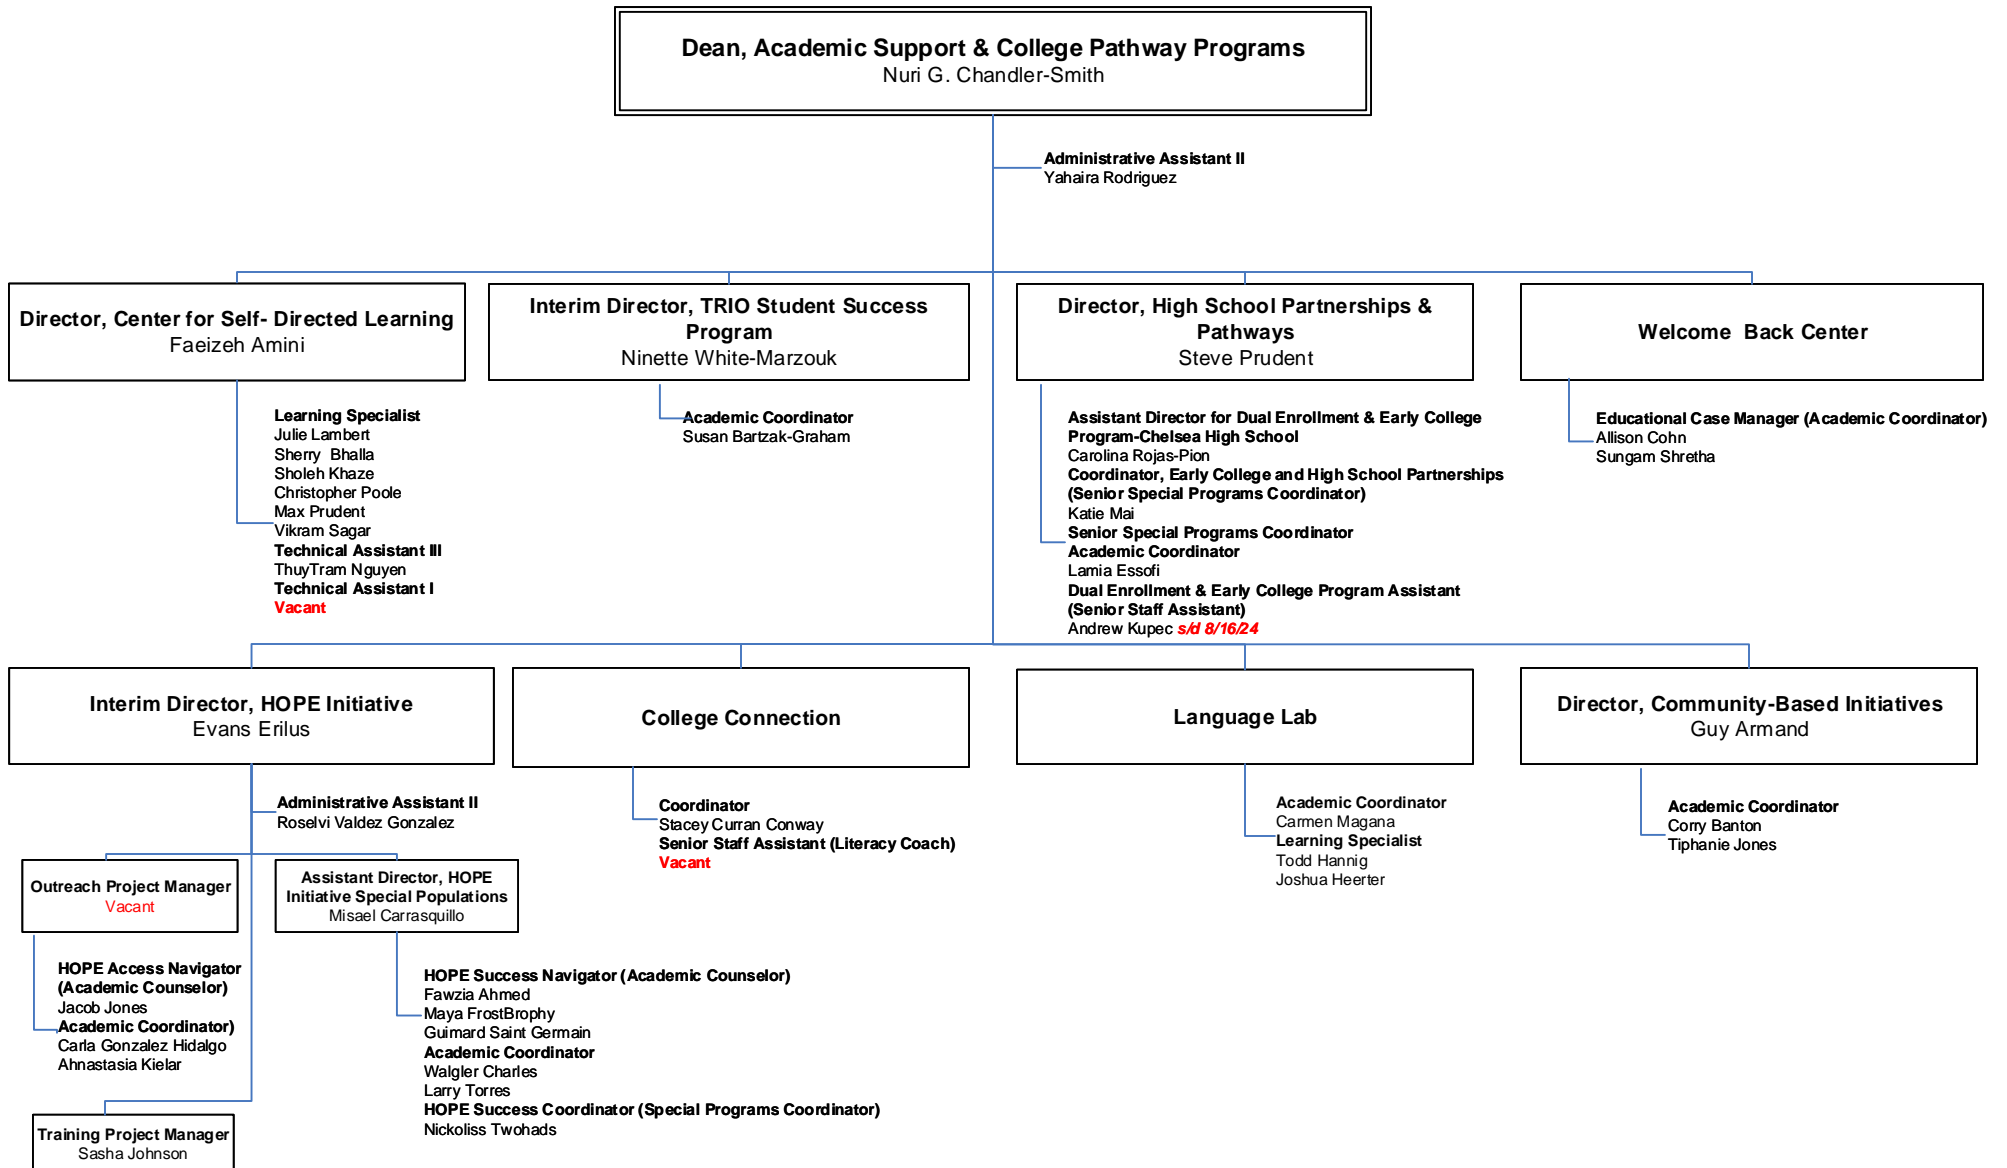 Dean, Academic Support & College Pathway Programs
Nuri G. Chandler-Smith
Administrative Assistant II
Yahaira Rodriguez
Director, Center for Self- Directed Learning
Faeizeh Amini
Learning Specialist
Julie Lambert
Sherry Bhalla
Sholeh Khaze
Christopher Poole
Max Prudent
Vikram Sagar
Technical Assistant III
ThuyTram Nguyen
Technical Assistant I
Vacant
Interim Director, TRIO Student Success
Program
Ninette White-Marzouk
Academic Coordinator
Susan Bartzak-Graham
Director, High School Partnerships &
Pathways
Steve Prudent
Assistant Director for Dual Enrollment & Early College
Program-Chelsea High School
Carolina Rojas-Pion
Coordinator, Early College and High School Partnerships
(Senior Special Programs Coordinator)
Katie Mai
Senior Special Programs Coordinator
Academic Coordinator
Lamia Essofi
Dual Enrollment & Early College Program Assistant
(Senior Staff Assistant)
Andrew Kupec s/d 8/16/24
Welcome Back Center
Educational Case Manager (Academic Coordinator)
Allison Cohn
Sungam Shretha
Interim Director, HOPE Initiative
Evans Erilus
Administrative Assistant II
Roselvi Valdez Gonzalez
Outreach Project Manager
Vacant
HOPE Access Navigator
(Academic Counselor)
Jacob Jones
Academic Coordinator)
Carla Gonzalez Hidalgo
Ahnastasia Kielar
Training Project Manager
Sasha Johnson
Assistant Director, HOPE
Initiative Special Populations
Misael Carrasquillo
HOPE Success Navigator (Academic Counselor)
Fawzia Ahmed
Maya FrostBrophy
Guimard Saint Germain
Academic Coordinator
Walgler Charles
Larry Torres
HOPE Success Coordinator (Special Programs Coordinator)
Nickoliss Twohads
College Connection
Coordinator
Stacey Curran Conway
Senior Staff Assistant (Literacy Coach)
Vacant
Language Lab
Academic Coordinator
Carmen Magana
Learning Specialist
Todd Hannig
Joshua Heerter
Director, Community-Based Initiatives
Guy Armand
Academic Coordinator
Corry Banton
Tiphanie Jones